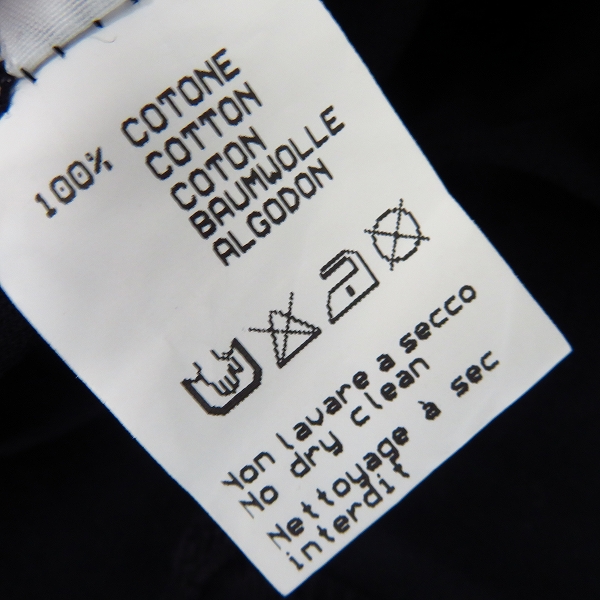 100% COTONE
COTTON
COTON
BAUMWOLLE
ALGODON
Non lavare a secco
No dry clean
Nettoyage à sec
interdit